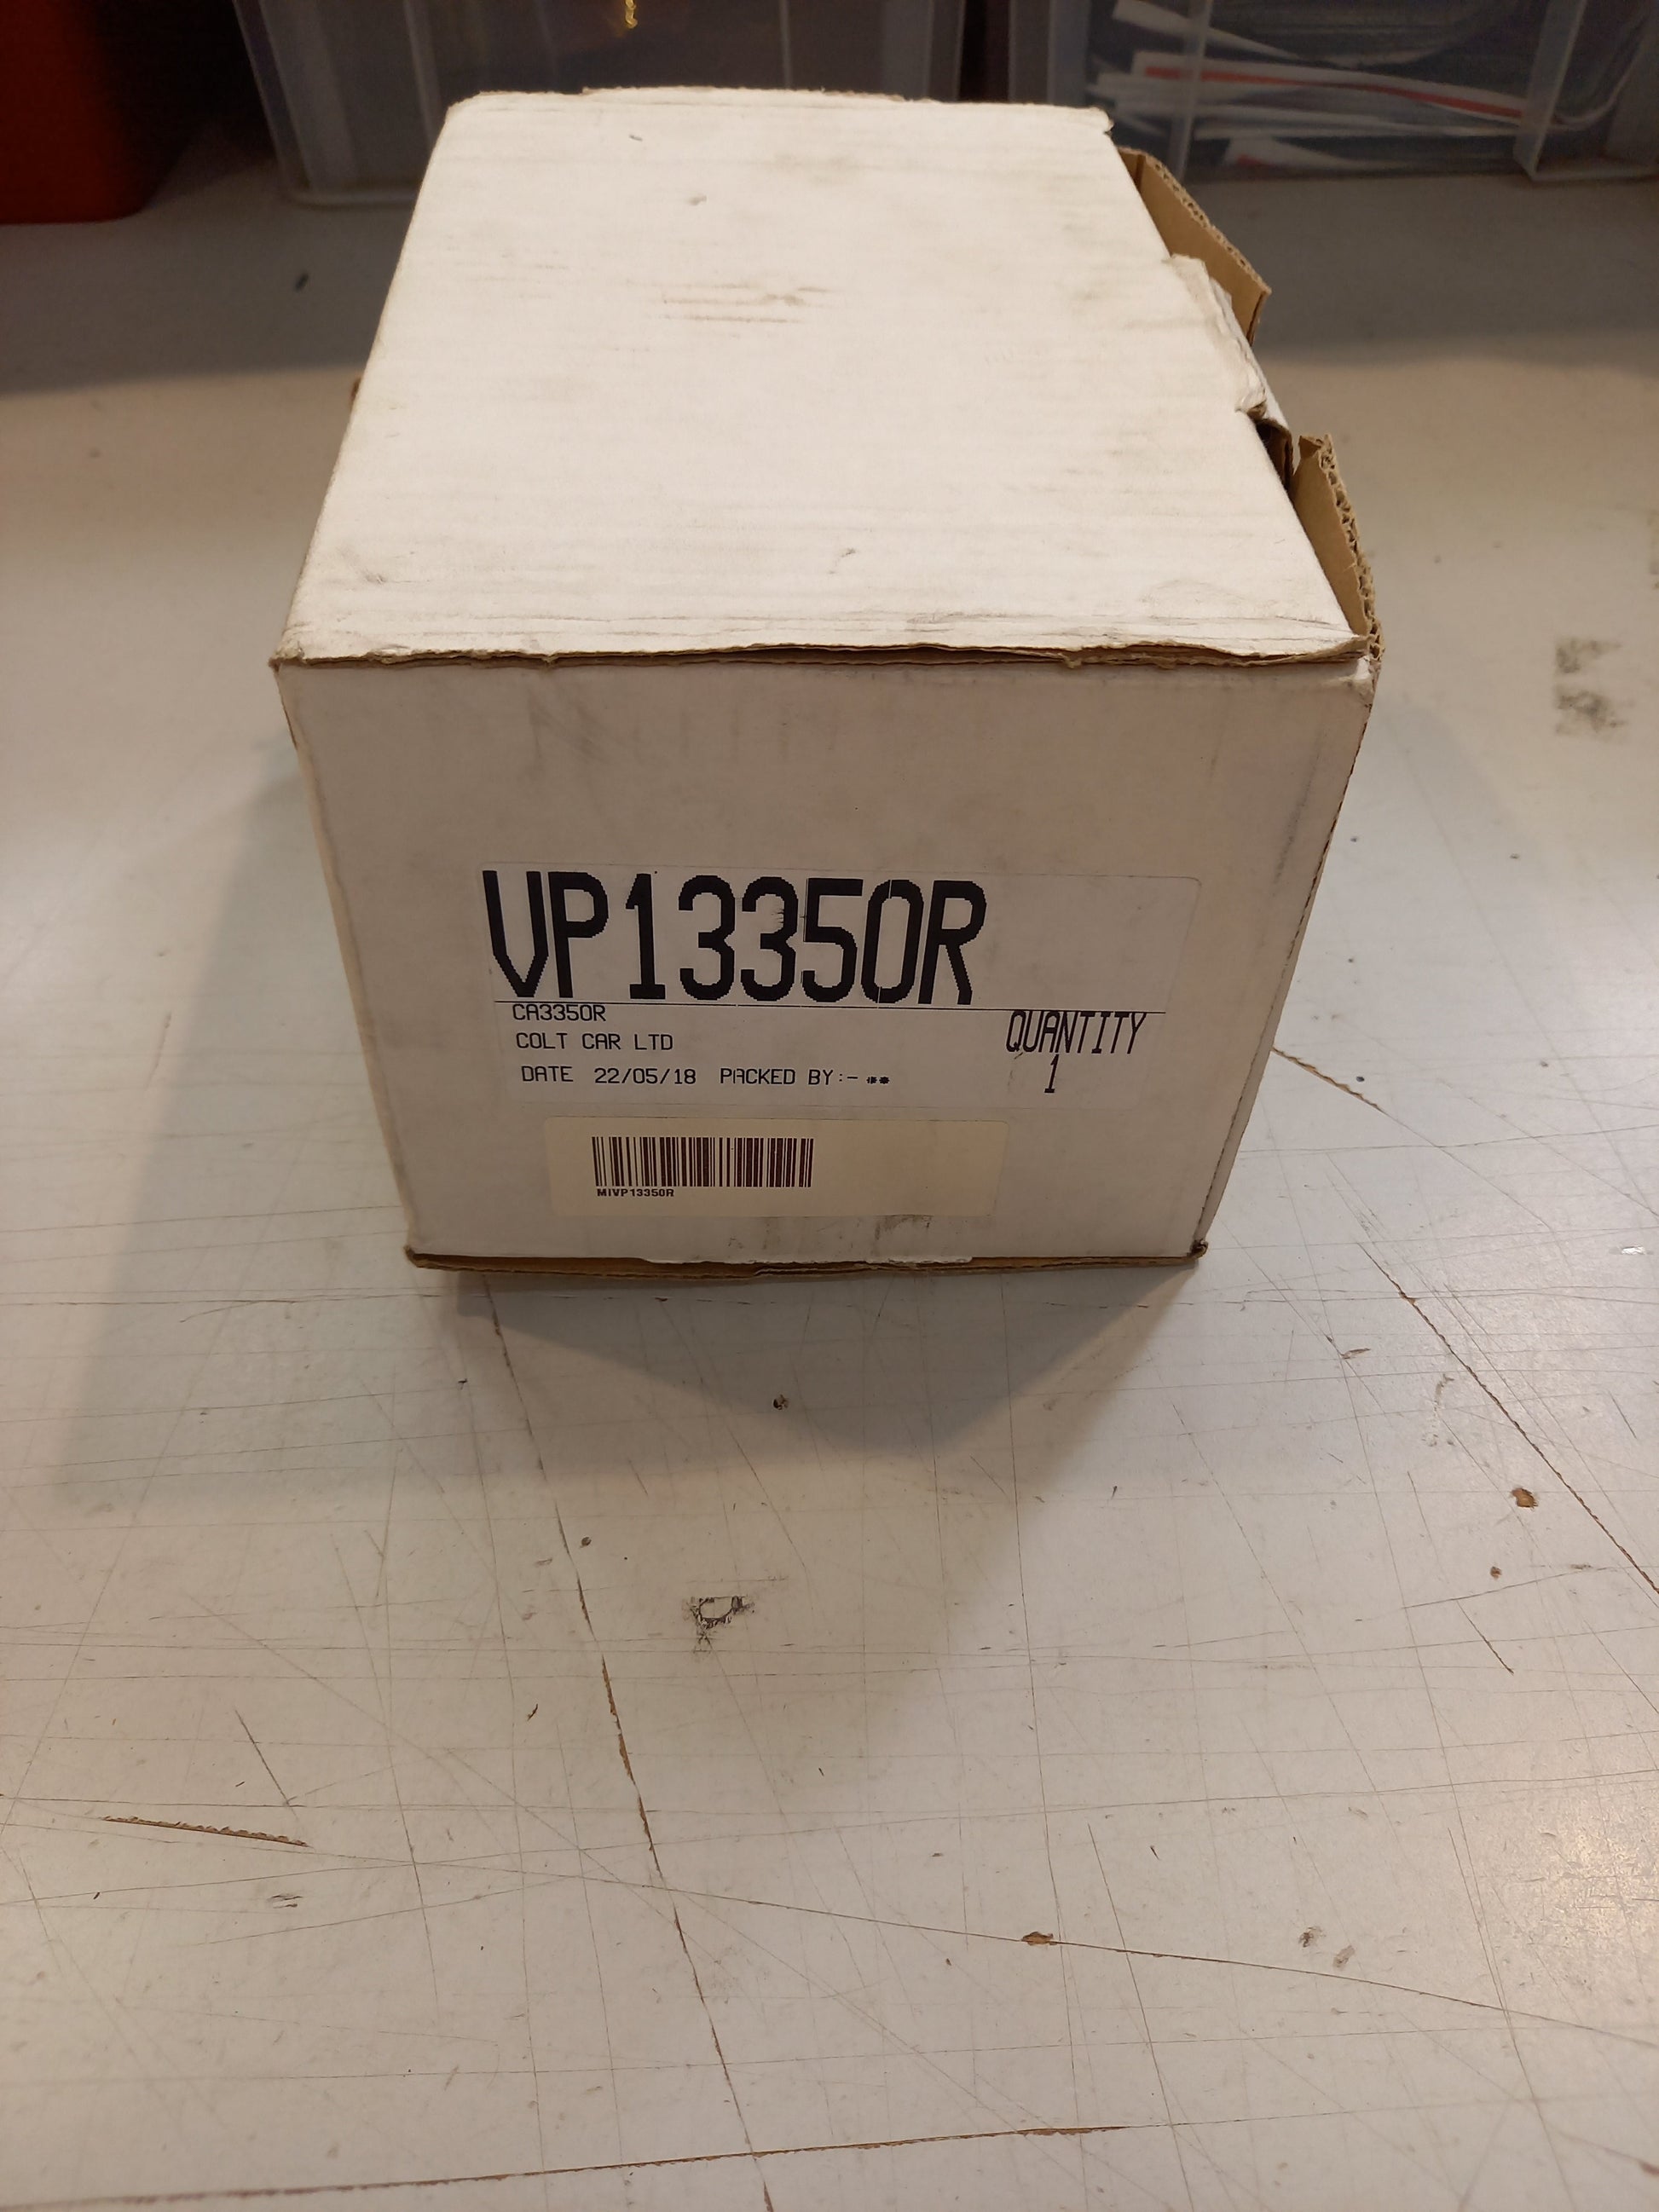 VP13350R
CA3350R
COLT CAR LTD
QUANTITY
1
DATE 22/05/18 PACKED BY:- **
MIVP13350R